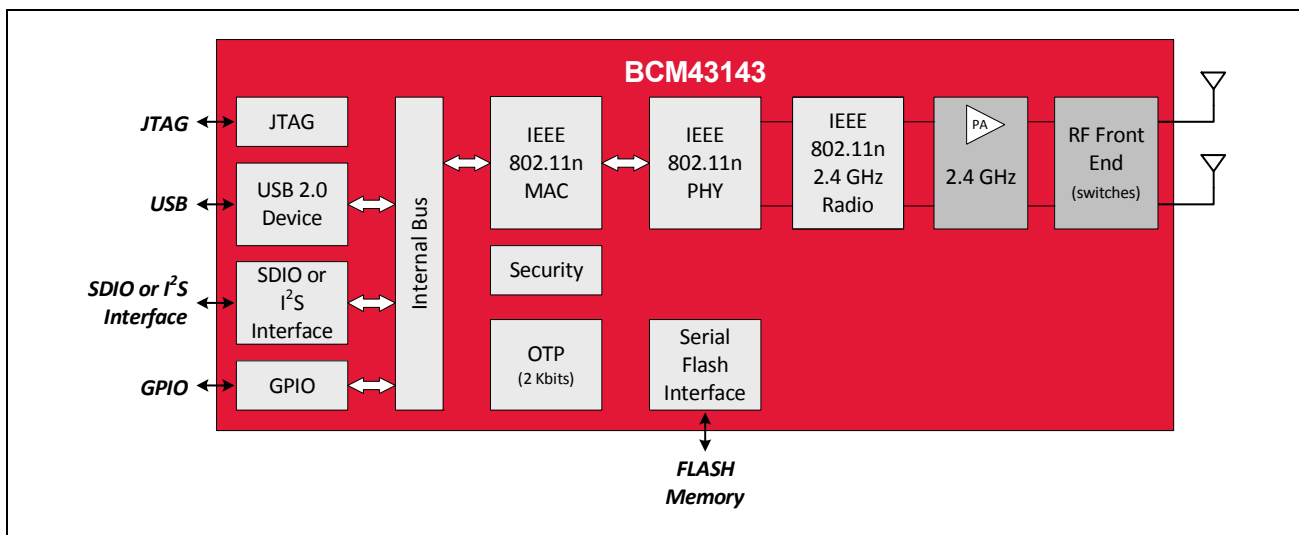 BCM43143
JTAG
JTAG
USB
USB 2.0
Device
SDIO or I²S
Interface
SDIO or
I²S
Interface
GPIO
GPIO
Internal Bus
IEEE
802.11n
MAC
Security
OTP
(2 Kbits)
IEEE
802.11n
PHY
Serial
Flash
Interface
FLASH
Memory
IEEE
802.11n
2.4 GHz
Radio
PA
2.4 GHz
RF Front
End
(switches)